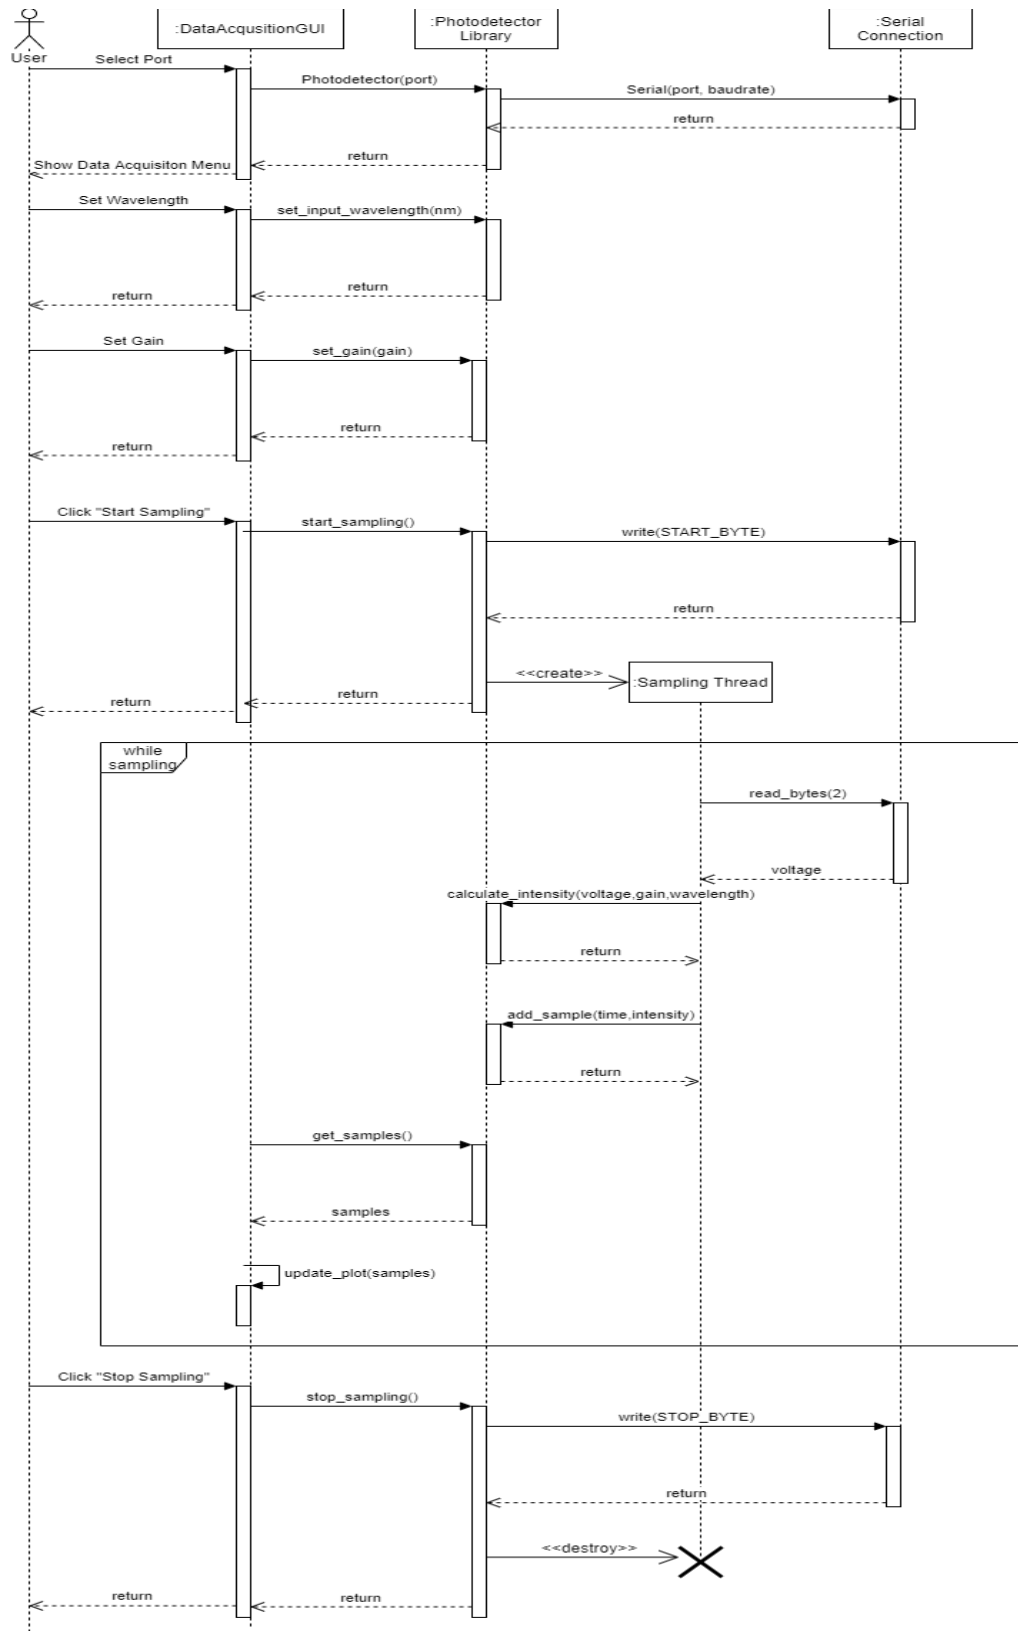 User
:DataAcqusitionGUI
:Photodetector
Library
:Serial
Connection
Select Port
Photodetector(port)
Serial(port, baudrate)
return
return
Show Data Acquisiton Menu
Set Wavelength
set_input_wavelength(nm)
return
return
Set Gain
set_gain(gain)
return
return
Click "Start Sampling"
start_sampling()
write(START_BYTE)
return
<<create>>
:Sampling Thread
return
return
while
sampling
read_bytes(2)
voltage
calculate_intensity(voltage,gain,wavelength)
return
add_sample(time,intensity)
return
get_samples()
samples
update_plot(samples)
Click "Stop Sampling"
stop_sampling()
write(STOP_BYTE)
return
<<destroy>>
return
return